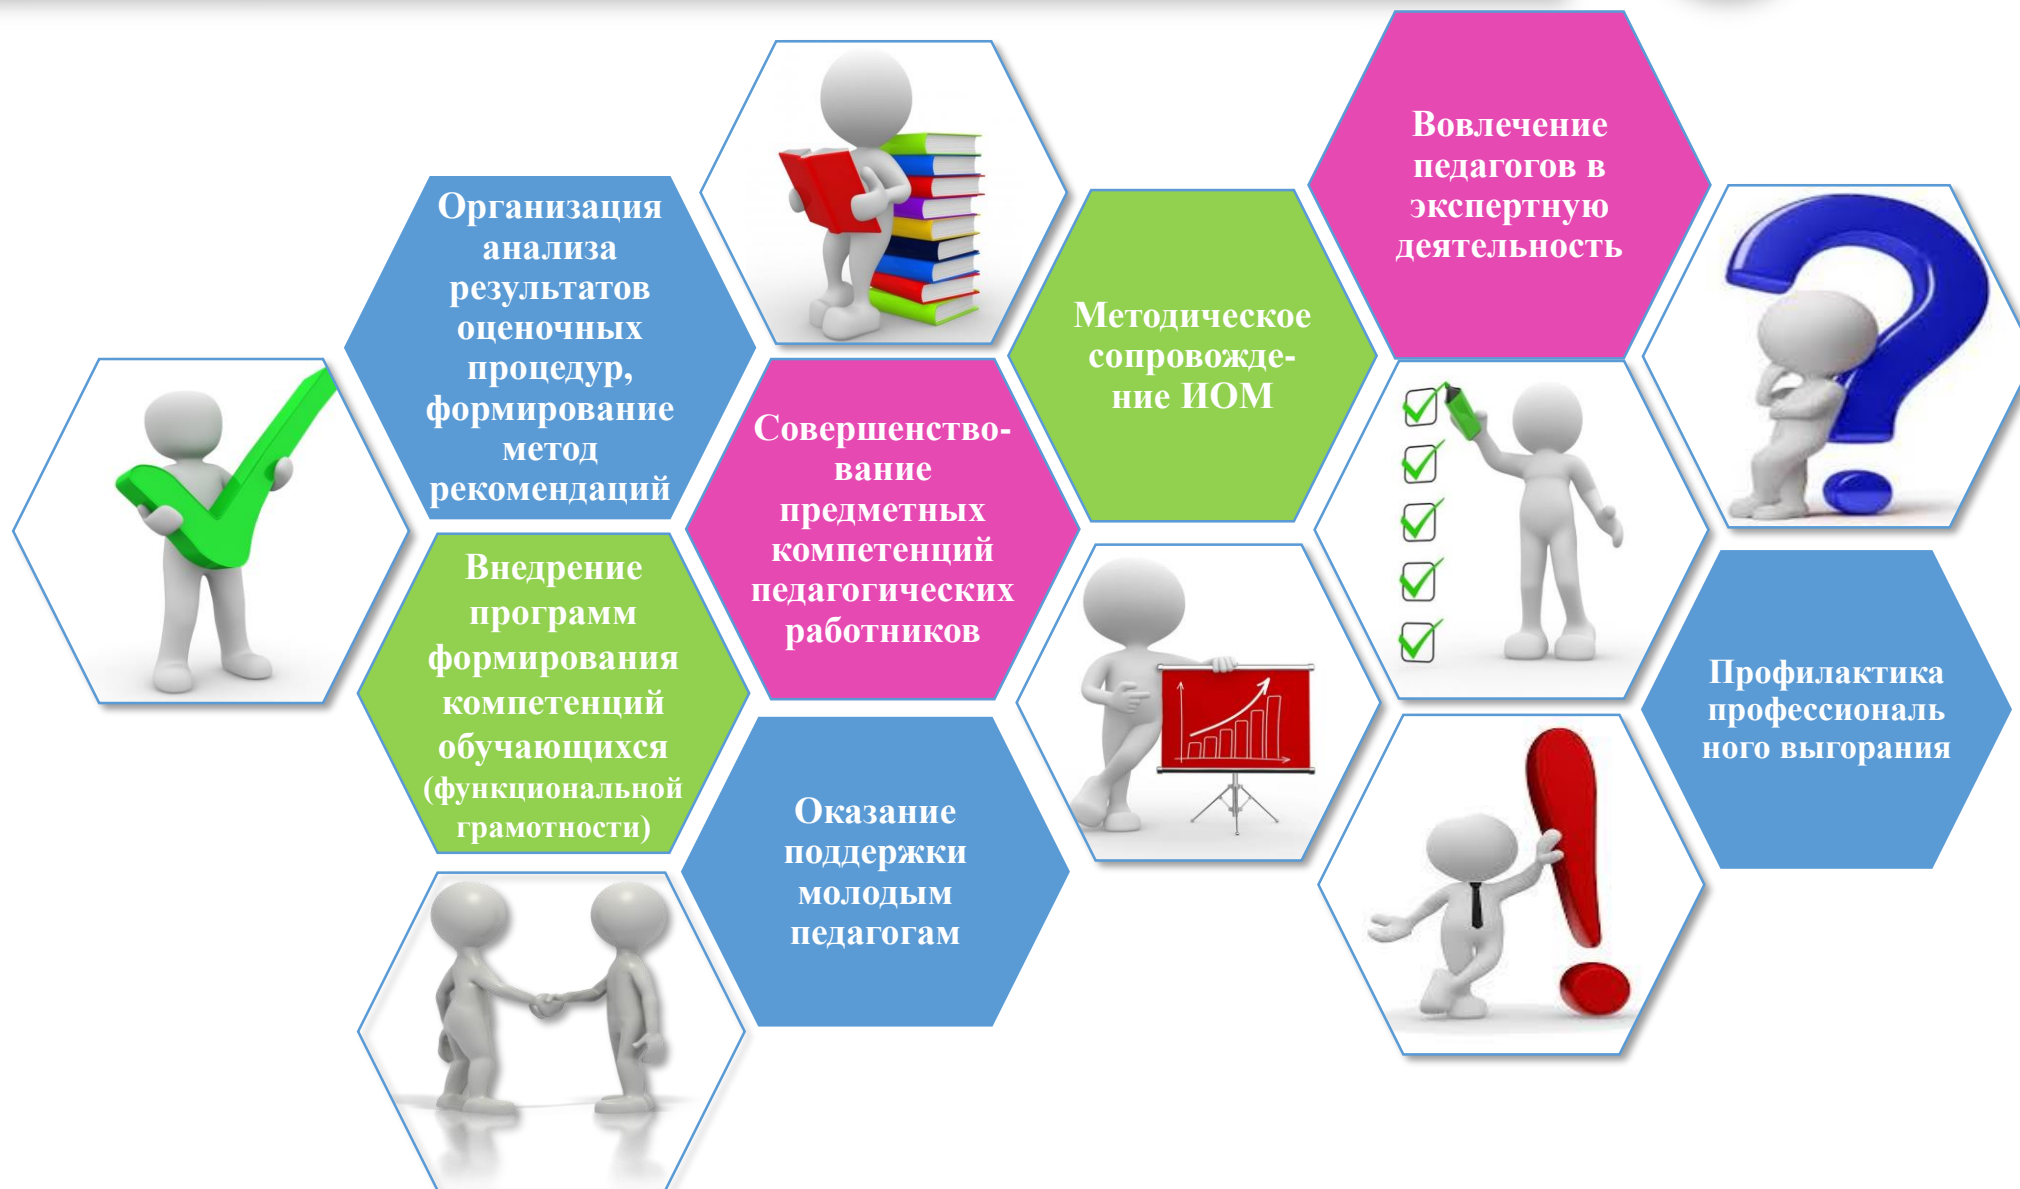 Организация
анализа
результатов
оценочных
процедур,
формирование
метод
рекомендаций
Внедрение
программ
формирования
компетенций
обучающихся
(функциональной
грамотности)
Совершенство-
вание
предметных
компетенций
педагогических
работников
Оказание
поддержки
молодым
педагогам
Методическое
сопровожде-
ние ИОМ
Вовлечение
педагогов в
экспертную
деятельность
Профилактика
профессиональ
ного выгорания